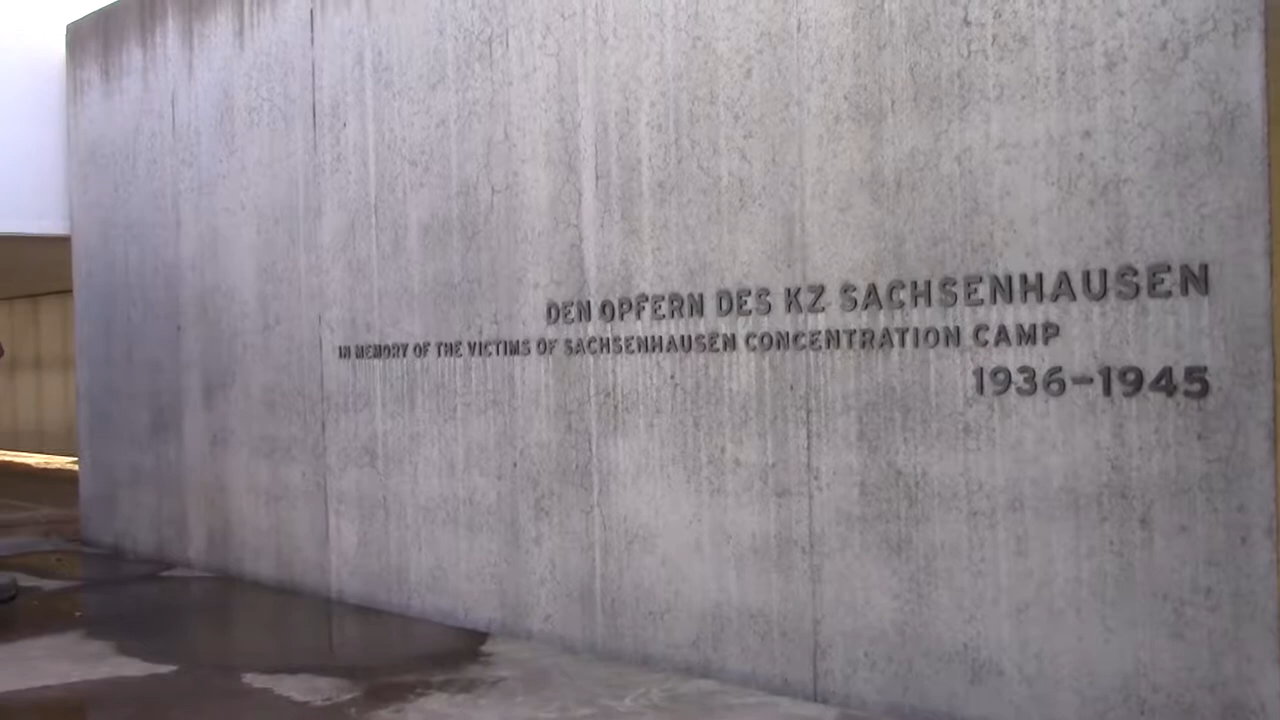 DEN OPFERN DES KZ SACHSENHAUSEN
IN MEMORY OF THE VICTIMS OF SACHSENHAUSEN CONCENTRATION CAMP
1936-1945